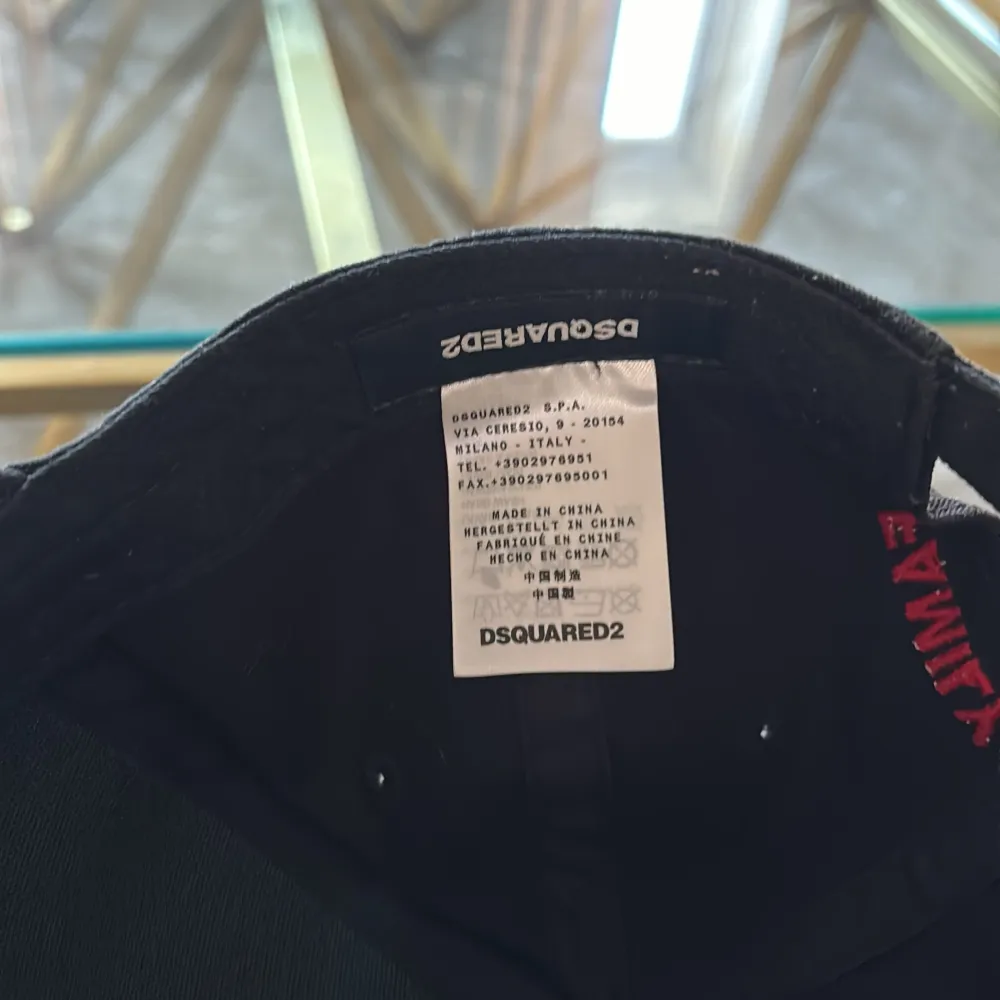 DSQUARED2
DSQUARED2 S.P.A.
VIA CERESIO, 9 - 20154
MILANO - ITALY -
TEL. +3902976951
FAX.+390297695001
MADE IN CHINA
HERGESTELLT IN CHINA
FABRIQUÉ EN CHINE
HECHO EN CHINA
中国制造
中国製
DSQUARED2
FAMILY